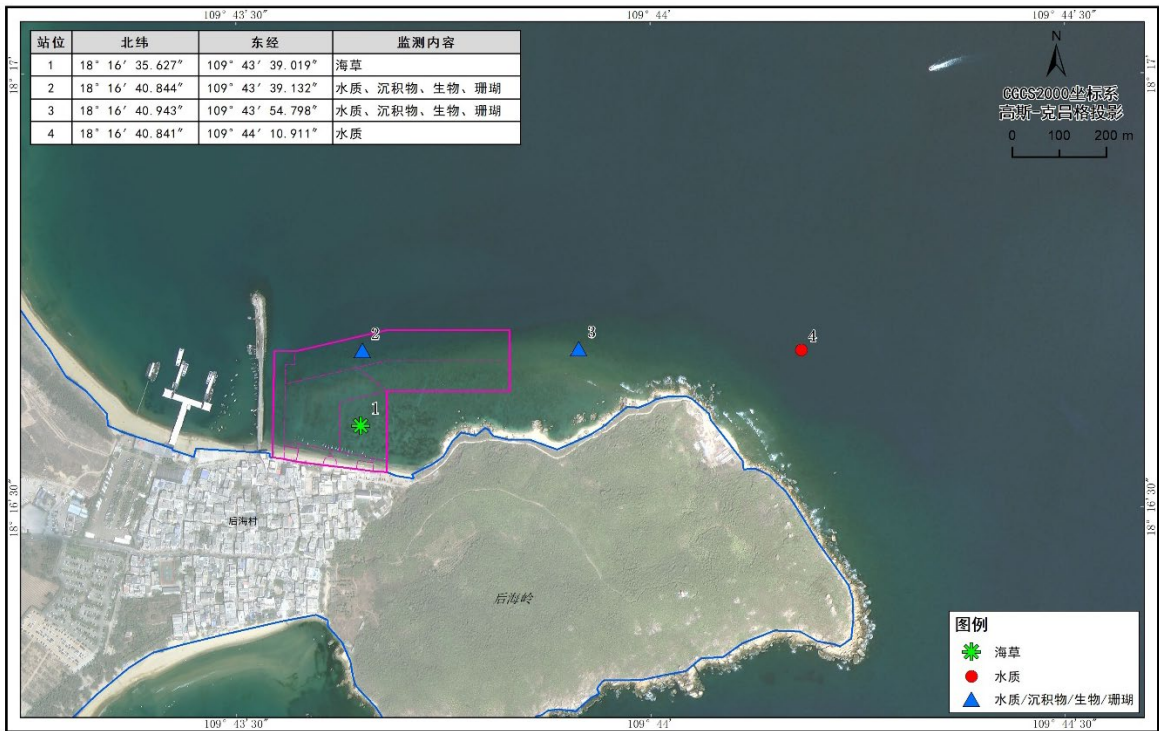 109° 43′ 30″ 109° 44′ 109° 44′ 30″
站位 北纬 东经 监测内容
1 18° 16′ 35.627″ 109° 43′ 39.019″ 海草
2 18° 16′ 40.844″ 109° 43′ 39.132″ 水质、沉积物、生物、珊瑚
3 18° 16′ 40.943″ 109° 43′ 54.798″ 水质、沉积物、生物、珊瑚
4 18° 16′ 40.841″ 109° 44′ 10.911″ 水质
N
CGCS2000坐标系
高斯-克吕格投影
0 100 200 m
18° 17′
18° 17′
2
3
4
1
18° 16′ 30″
18° 16′ 30″
后海村
后海岭
图例
海草
水质
水质/沉积物/生物/珊瑚
109° 43′ 30″ 109° 44′ 109° 44′ 30″